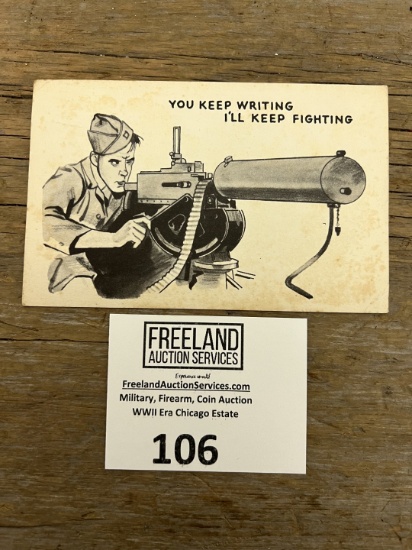 YOU KEEP WRITING
I'LL KEEP FIGHTING
FREELAND
AUCTION SERVICES
FreelandAuctionServices.com
Military, Firearm, Coin Auction
WWII Era Chicago Estate
106